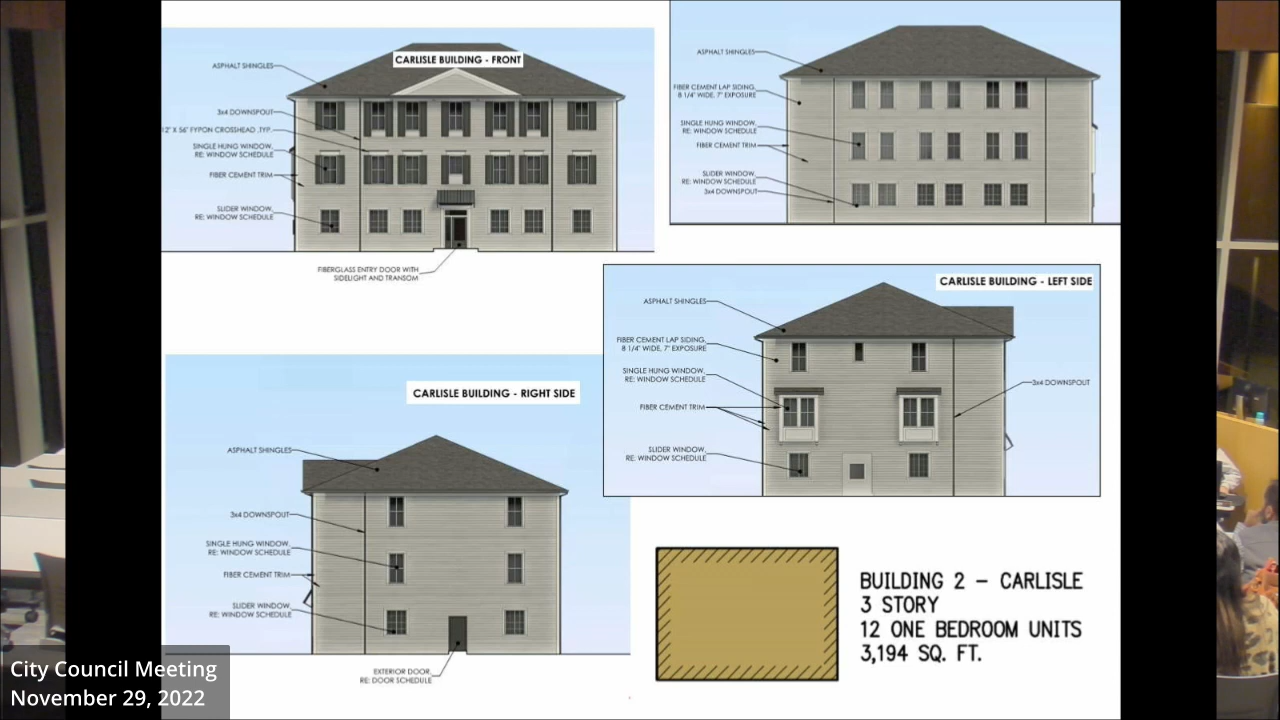 CARLISLE BUILDING - FRONT
ASPHALT SHINGLES
3x4 DOWNSPOUT
12" X 56" FYPON CROSSHEAD .TYP.
SINGLE HUNG WINDOW,
RE: WINDOW SCHEDULE
FIBER CEMENT TRIM
SLIDER WINDOW,
RE: WINDOW SCHEDULE
FIBERGLASS ENTRY DOOR WITH
SIDELIGHT AND TRANSOM
ASPHALT SHINGLES
FIBER CEMENT LAP SIDING,
8 1/4" WIDE, 7" EXPOSURE
SINGLE HUNG WINDOW,
RE: WINDOW SCHEDULE
FIBER CEMENT TRIM
SLIDER WINDOW,
RE: WINDOW SCHEDULE
3x4 DOWNSPOUT
CARLISLE BUILDING - LEFT SIDE
ASPHALT SHINGLES
FIBER CEMENT LAP SIDING,
8 1/4" WIDE, 7" EXPOSURE
SINGLE HUNG WINDOW,
RE: WINDOW SCHEDULE
3x4 DOWNSPOUT
FIBER CEMENT TRIM
SLIDER WINDOW,
RE: WINDOW SCHEDULE
CARLISLE BUILDING - RIGHT SIDE
ASPHALT SHINGLES
3x4 DOWNSPOUT
SINGLE HUNG WINDOW,
RE: WINDOW SCHEDULE
FIBER CEMENT TRIM
SLIDER WINDOW,
RE: WINDOW SCHEDULE
EXTERIOR DOOR,
RE: DOOR SCHEDULE
BUILDING 2 - CARLISLE
3 STORY
12 ONE BEDROOM UNITS
3,194 SQ. FT.
City Council Meeting
November 29, 2022